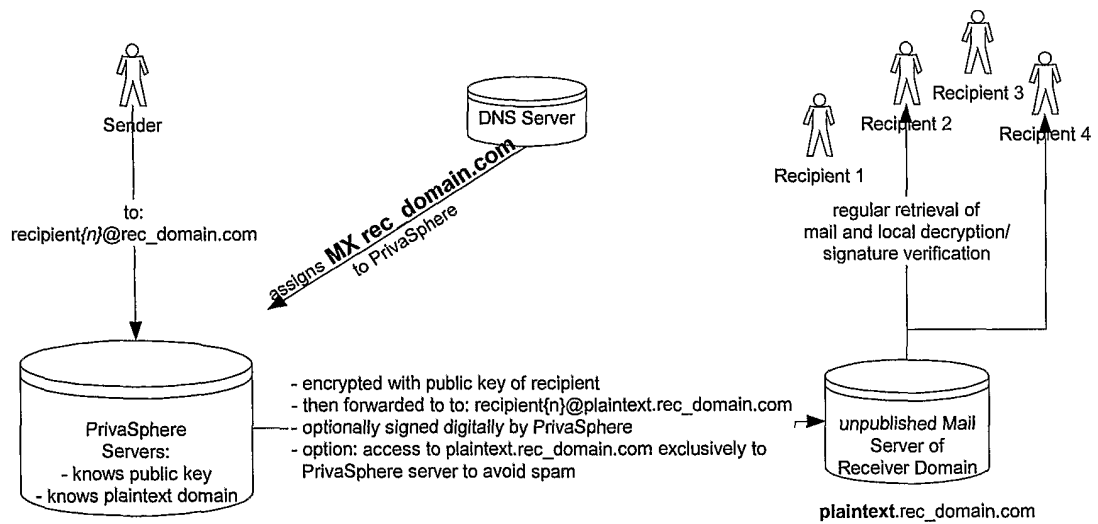 Sender
to:
recipient{n}@rec_domain.com
DNS Server
assigns MX rec_domain.com
to PrivaSphere
Recipient 1
Recipient 2
Recipient 3
Recipient 4
regular retrieval of
mail and local decryption/
signature verification
PrivaSphere
Servers:
- knows public key
- knows plaintext domain
- encrypted with public key of recipient
- then forwarded to to: recipient{n}@plaintext.rec_domain.com
- optionally signed digitally by PrivaSphere
- option: access to plaintext.rec_domain.com exclusively to
PrivaSphere server to avoid spam
unpublished Mail
Server of
Receiver Domain
plaintext.rec_domain.com